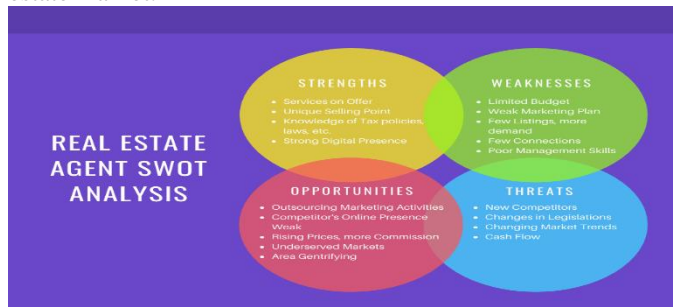 REAL ESTATE
AGENT SWOT
ANALYSIS
STRENGTHS
• Services on Offer
• Unique Selling Point
• Knowledge of Tax policies,
laws, etc.
• Strong Digital Presence
WEAKNESSES
• Limited Budget
• Weak Marketing Plan
• Few Listings, more
demand
• Few Connections
• Poor Management Skills
OPPORTUNITIES
• Outsourcing Marketing Activities
• Competitor's Online Presence
Weak
• Rising Prices, more Commission
• Underserved Markets
• Area Gentrifying
THREATS
• New Competitors
• Changes in Legislations
• Changing Market Trends
• Cash Flow